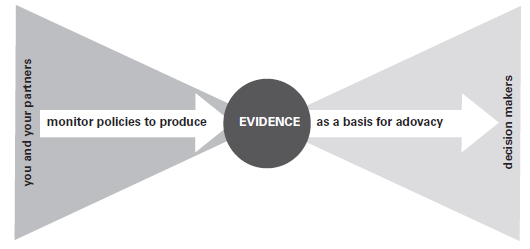 you and your partners
monitor policies to produce
EVIDENCE
as a basis for adovacy
decision makers